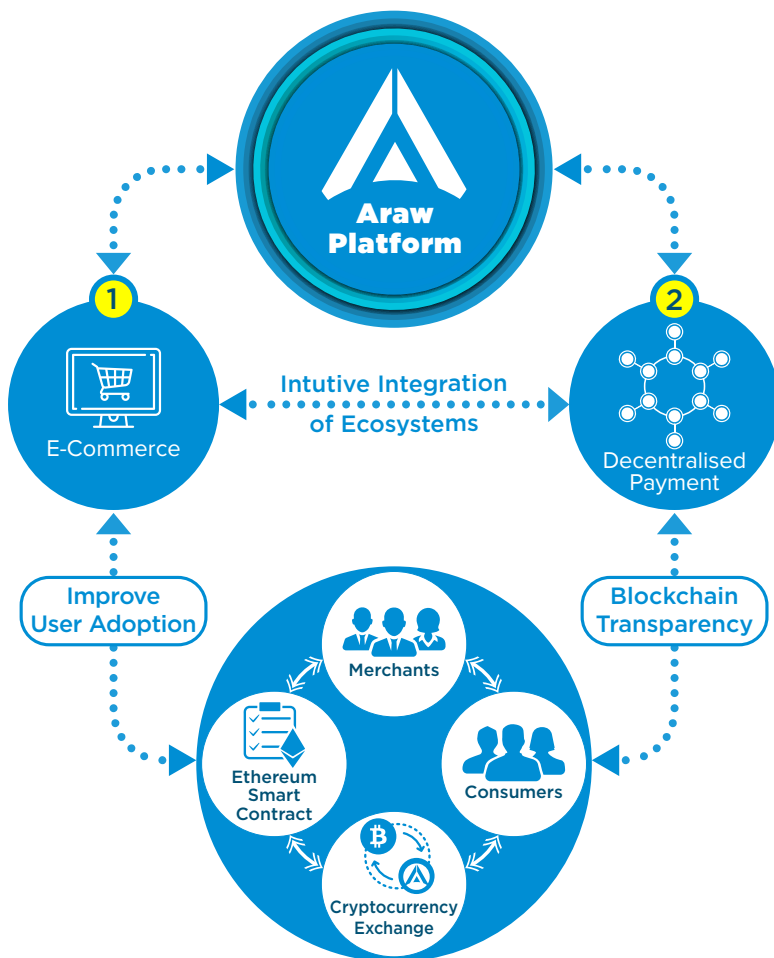 Araw
Platform
1
2
E-Commerce
Intutive Integration
of Ecosystems
Decentralised
Payment
Improve
User Adoption
Blockchain
Transparency
Merchants
Ethereum
Smart
Contract
Consumers
Cryptocurrency
Exchange